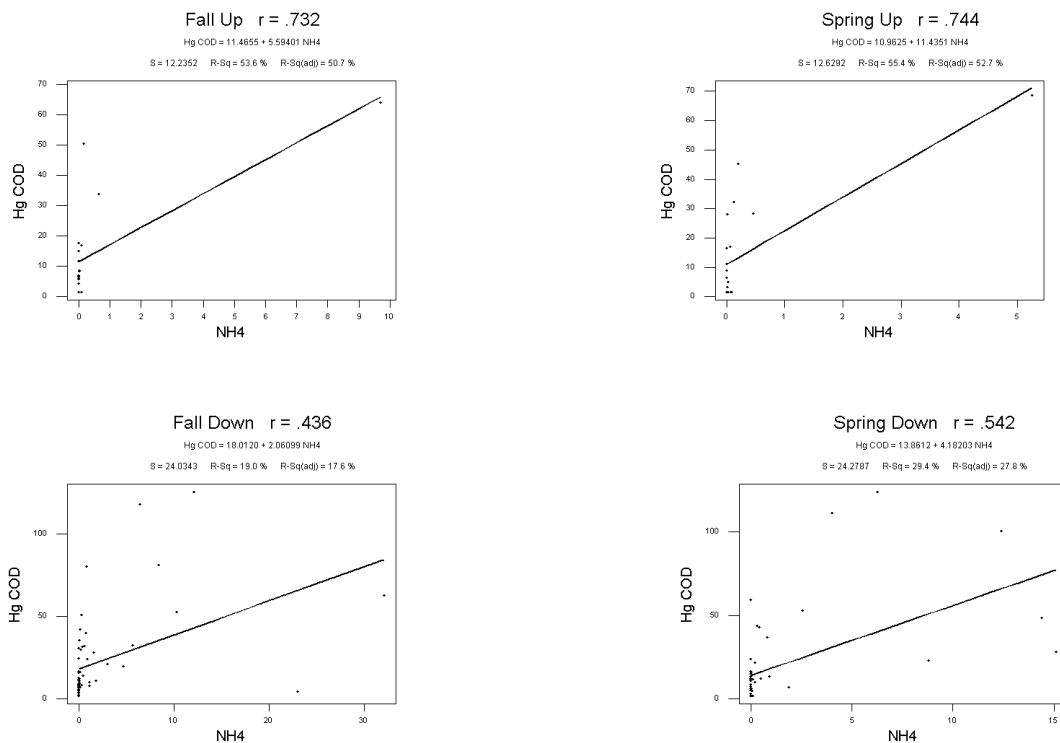 Fall Up r = .732
Hg COD = 11.4655 + 5.59401 NH4
S = 12.2352 R-Sq = 53.6 % R-Sq(adj) = 50.7 %
70
60
50
40
30
20
10
0
Hg COD
0 1 2 3 4 5 6 7 8 9 10
NH4
Spring Up r = .744
Hg COD = 10.9625 + 11.4351 NH4
S = 12.6292 R-Sq = 55.4 % R-Sq(adj) = 52.7 %
70
60
50
40
30
20
10
0
Hg COD
0 1 2 3 4 5
NH4
Fall Down r = .436
Hg COD = 18.0120 + 2.06099 NH4
S = 24.0343 R-Sq = 19.0 % R-Sq(adj) = 17.6 %
100
50
0
Hg COD
0 10 20 30
NH4
Spring Down r = .542
Hg COD = 13.8612 + 4.18203 NH4
S = 24.2787 R-Sq = 29.4 % R-Sq(adj) = 27.8 %
100
50
0
Hg COD
0 5 10 15
NH4